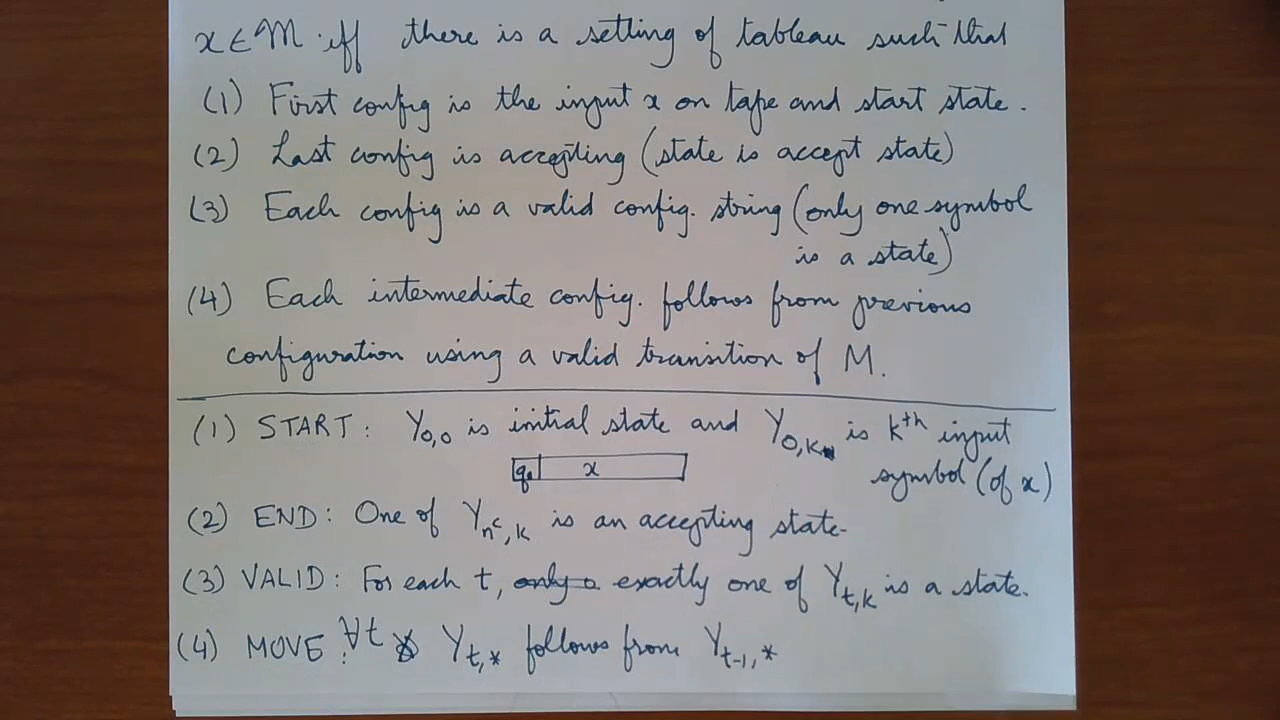 x ∈ M iff there is a setting of tableau such that
(1) First config is the input x on tape and start state.
(2) Last config is accepting (state is accept state)
(3) Each config is a valid config. string (only one symbol
is a state)
(4) Each intermediate config. follows from previous
configuration using a valid transition of M.
(1) START: Y0,0 is initial state and Y0,k is kth input
symbol (of x)
q0 x
(2) END: One of Ync,k is an accepting state.
(3) VALID: For each t, only a exactly one of Yt,k is a state.
(4) MOVE: ∀t Yt,* follows from Yt-1,*